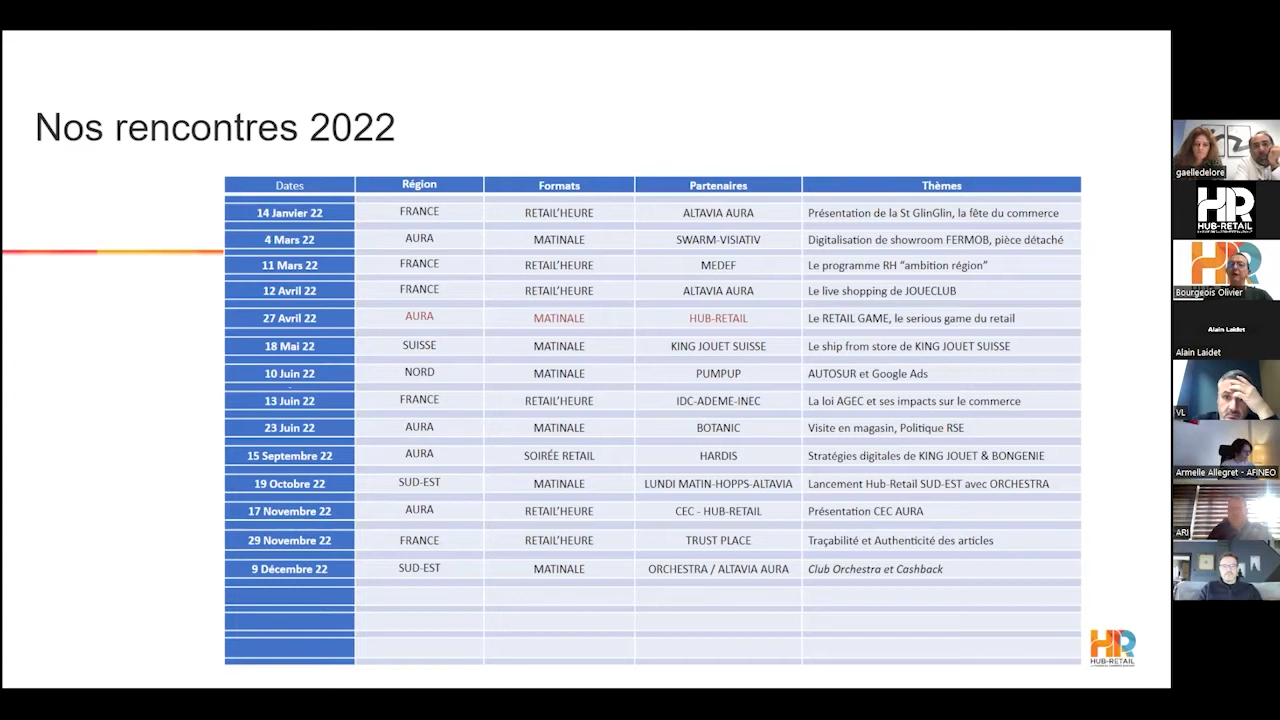 Nos rencontres 2022
Dates Région Formats Partenaires Thèmes
14 Janvier 22 FRANCE RETAIL'HEURE ALTAVIA AURA Présentation de la St GlinGlin, la fête du commerce
4 Mars 22 AURA MATINALE SWARM-VISIATIV Digitalisation de showroom FERMOB, pièce détaché
11 Mars 22 FRANCE RETAIL'HEURE MEDEF Le programme RH “ambition région”
12 Avril 22 FRANCE RETAIL'HEURE ALTAVIA AURA Le live shopping de JOUECLUB
27 Avril 22 AURA MATINALE HUB-RETAIL Le RETAIL GAME, le serious game du retail
18 Mai 22 SUISSE MATINALE KING JOUET SUISSE Le ship from store de KING JOUET SUISSE
10 Juin 22 NORD MATINALE PUMPUP AUTOSUR et Google Ads
13 Juin 22 FRANCE RETAIL'HEURE IDC-ADEME-INEC La loi AGEC et ses impacts sur le commerce
23 Juin 22 AURA MATINALE BOTANIC Visite en magasin, Politique RSE
15 Septembre 22 AURA SOIRÉE RETAIL HARDIS Stratégies digitales de KING JOUET & BONGENIE
19 Octobre 22 SUD-EST MATINALE LUNDI MATIN-HOPPS-ALTAVIA Lancement Hub-Retail SUD-EST avec ORCHESTRA
17 Novembre 22 AURA RETAIL'HEURE CEC - HUB-RETAIL Présentation CEC AURA
29 Novembre 22 FRANCE RETAIL'HEURE TRUST PLACE Traçabilité et Authenticité des articles
9 Décembre 22 SUD-EST MATINALE ORCHESTRA / ALTAVIA AURA Club Orchestra et Cashback
HR
HUB-RETAIL
gaelledelore
HR
HUB-RETAIL
HR
Bourgeois Olivier
Alain Laidet
Alain Laidet
VL
Armelle Allegret - AFINEO
ARI